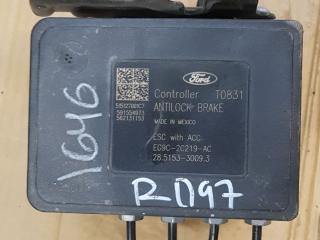 Ford
Controller T0831
ANTILOCK BRAKE
MADE IN MEXICO
ESC with ACC
EG9C-2C219-AC
28.5153-3009.3
1646